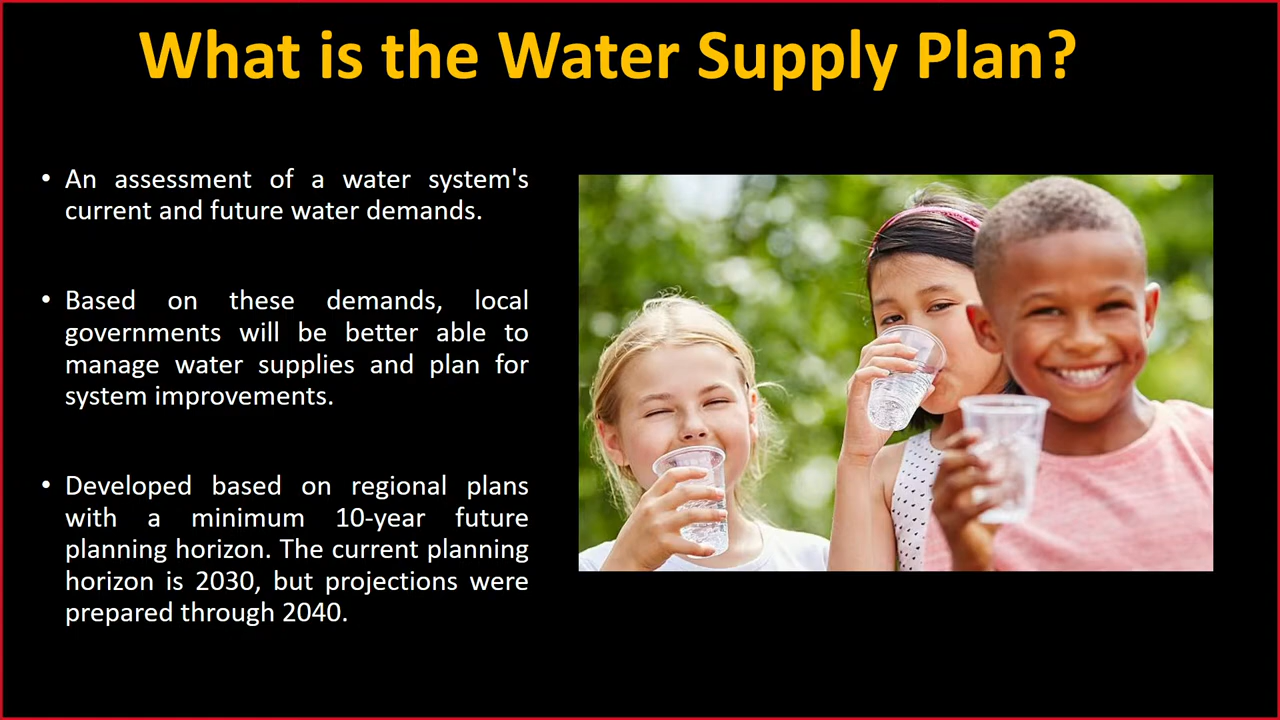 What is the Water Supply Plan?
• An assessment of a water system's
current and future water demands.
• Based on these demands, local
governments will be better able to
manage water supplies and plan for
system improvements.
• Developed based on regional plans
with a minimum 10-year future
planning horizon. The current planning
horizon is 2030, but projections were
prepared through 2040.